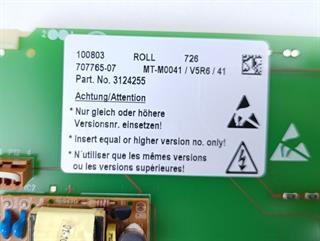 100803 ROLL 726
707765-07 MT-M0041 / V5R6 / 41
Part. No. 3124255
Achtung/Attention
* Nur gleich oder höhere
Versionsnr. einsetzen!
* Insert equal or higher version no. only!
* N´utiliser que les mêmes versions
ou les versions supérieures!